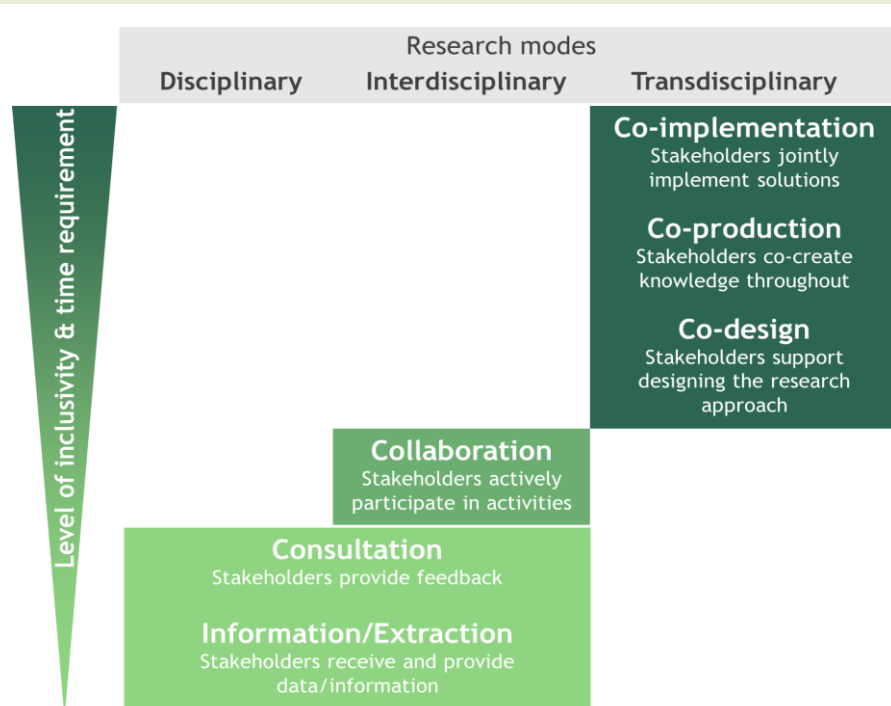 Research modes
Disciplinary
Interdisciplinary
Transdisciplinary
Level of inclusivity & time requirement
Co-implementation
Stakeholders jointly
implement solutions
Co-production
Stakeholders co-create
knowledge throughout
Co-design
Stakeholders support
designing the research
approach
Collaboration
Stakeholders actively
participate in activities
Consultation
Stakeholders provide feedback
Information/Extraction
Stakeholders receive and provide
data/information